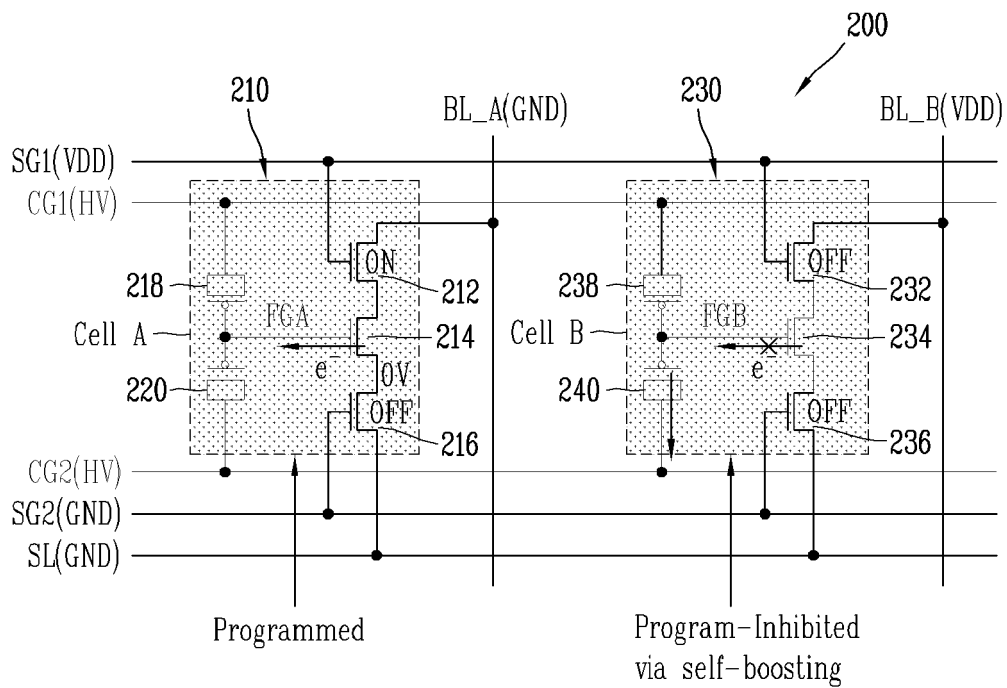 200
210
230
BL_A(GND)
BL_B(VDD)
SG1(VDD)
CG1(HV)
ON
OFF
218
212
238
232
Cell A
FGA
214
Cell B
FGB
234
e-
0V
e-
220
OFF
216
240
OFF
236
CG2(HV)
SG2(GND)
SL(GND)
Programmed
Program-Inhibited
via self-boosting